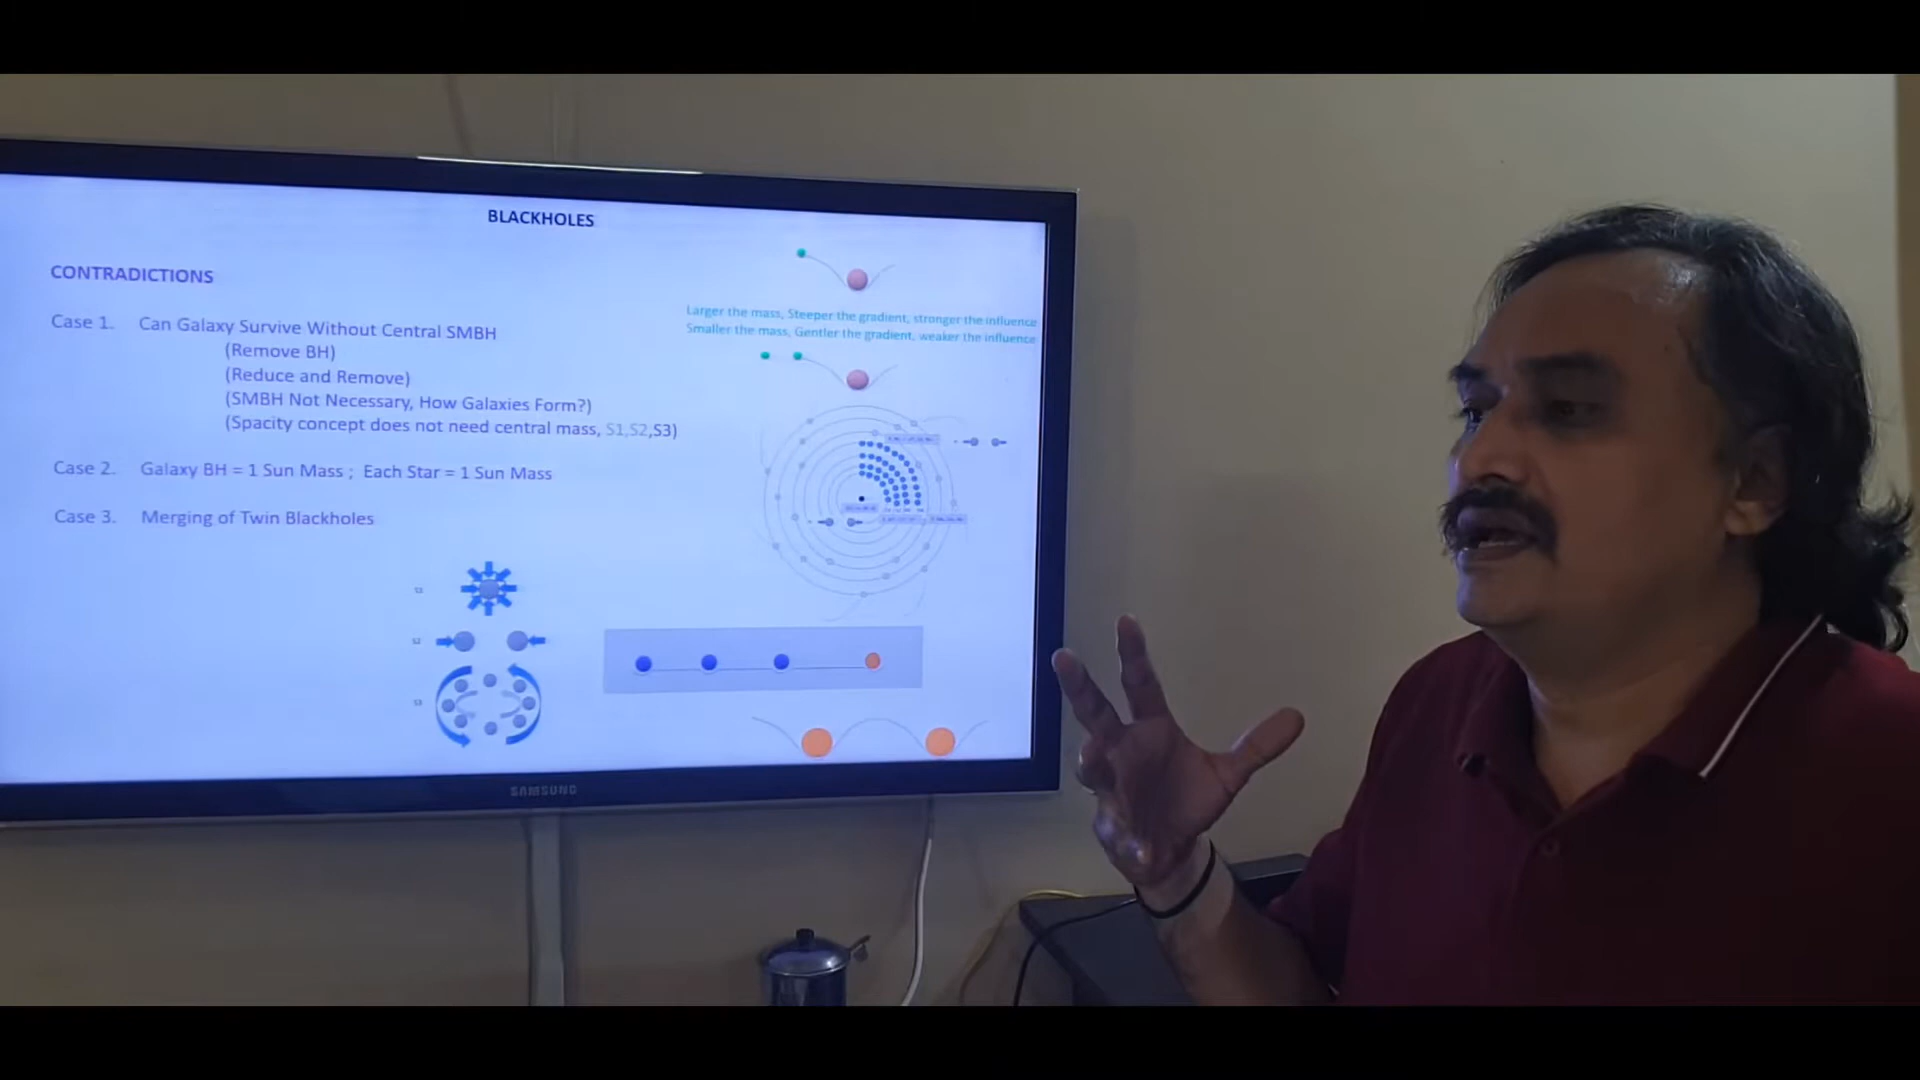 BLACKHOLES
CONTRADICTIONS
Case 1. Can Galaxy Survive Without Central SMBH
(Remove BH)
(Reduce and Remove)
(SMBH Not Necessary, How Galaxies Form?)
(Spacity concept does not need central mass, S1,S2,S3)
Case 2. Galaxy BH = 1 Sun Mass ; Each Star = 1 Sun Mass
Case 3. Merging of Twin Blackholes
Larger the mass, Steeper the gradient, stronger the influence
Smaller the mass, Gentler the gradient, weaker the influence
S2
S3
SAMSUNG